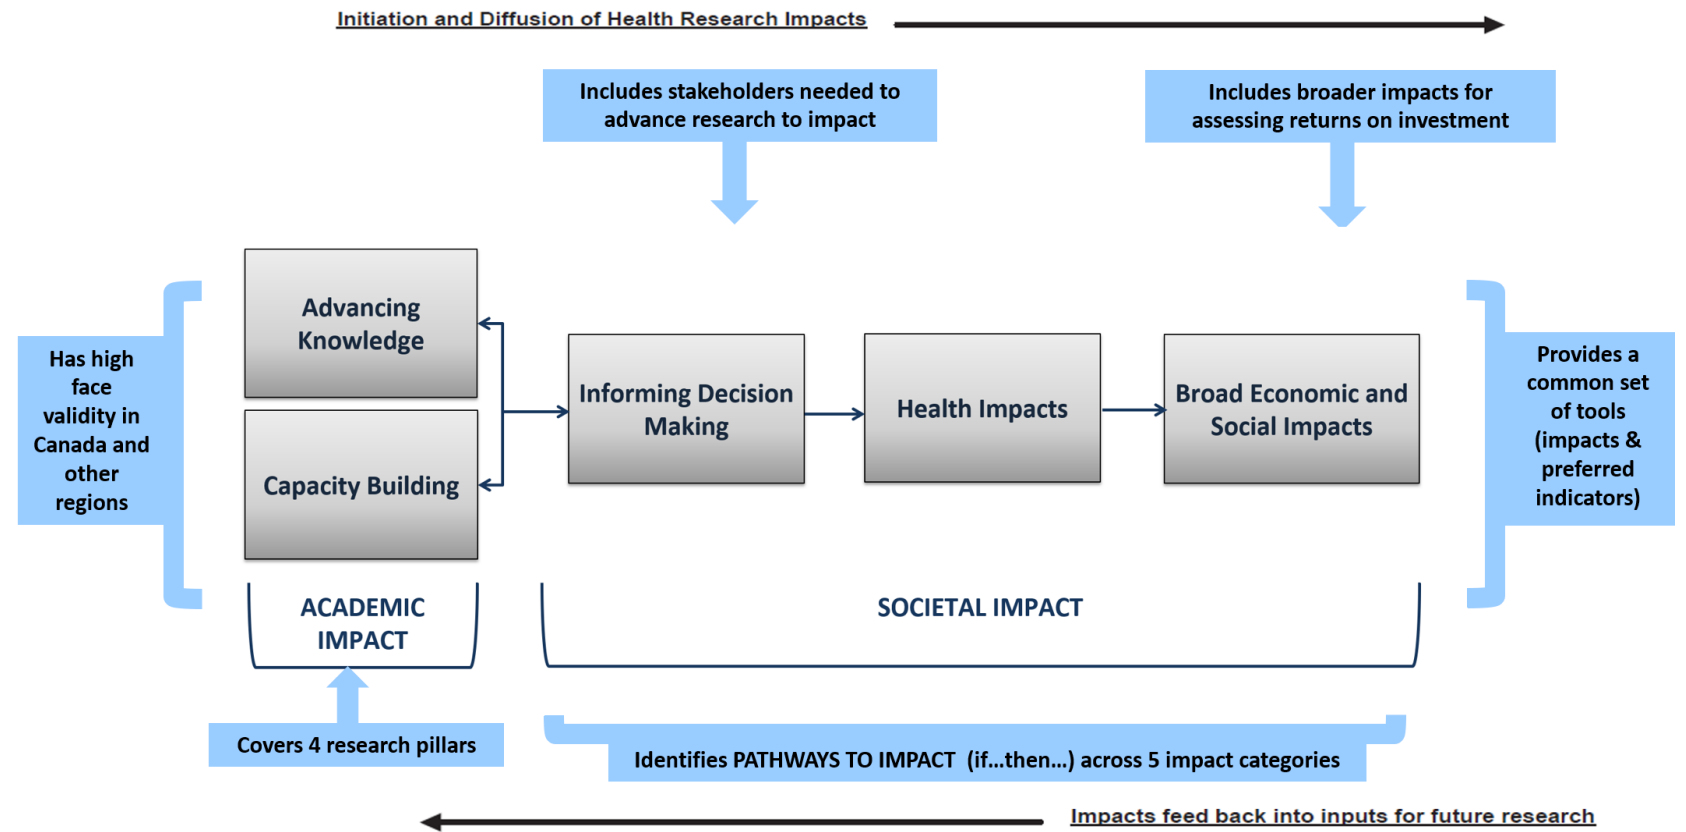 Initiation and Diffusion of Health Research Impacts
Includes stakeholders needed to
advance research to impact
Includes broader impacts for
assessing returns on investment
Has high
face
validity in
Canada and
other
regions
Advancing
Knowledge
Capacity Building
Informing Decision
Making
Health Impacts
Broad Economic and
Social Impacts
Provides a
common set
of tools
(impacts &
preferred
indicators)
ACADEMIC
IMPACT
SOCIETAL IMPACT
Covers 4 research pillars
Identifies PATHWAYS TO IMPACT (if...then...) across 5 impact categories
Impacts feed back into inputs for future research